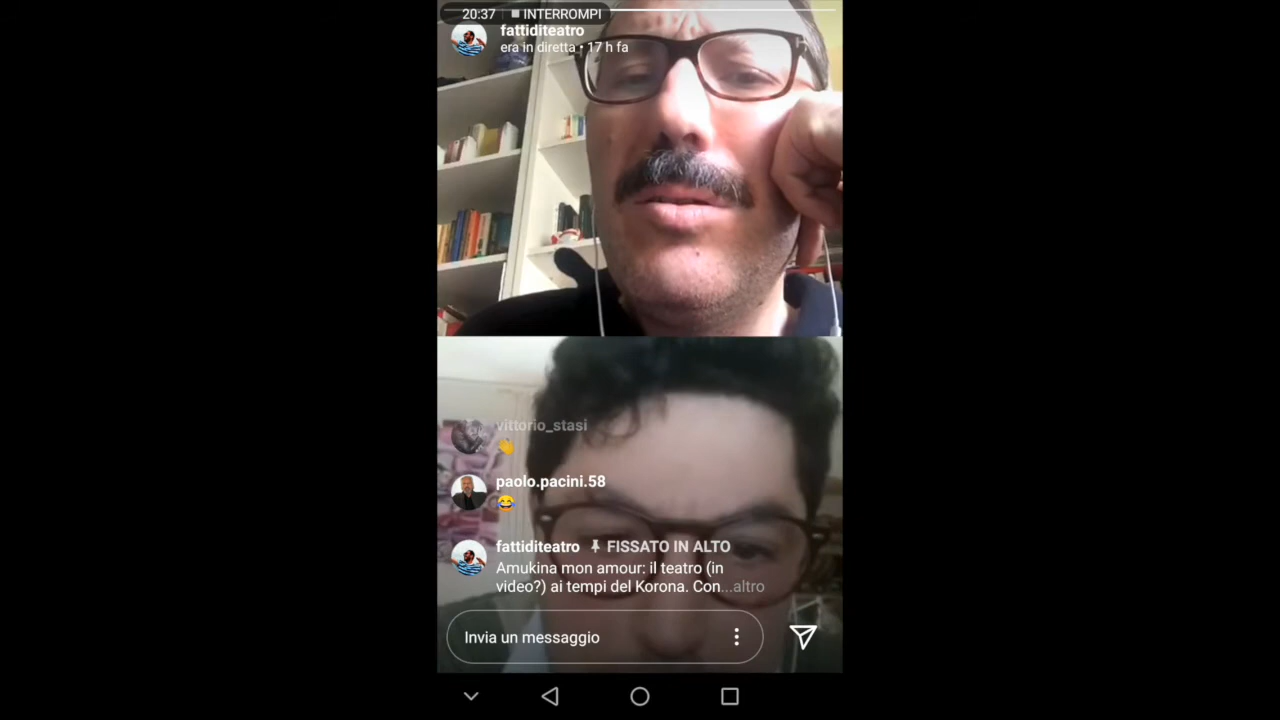 20:37 INTERROMPI
fattiditeatro
era in diretta • 17 h fa
vittorio_stasi
👋
paolo.pacini.58
😂
fattiditeatro FISSATO IN ALTO
Amukina mon amour: il teatro (in
video?) ai tempi del Korona. Con...altro
Invia un messaggio